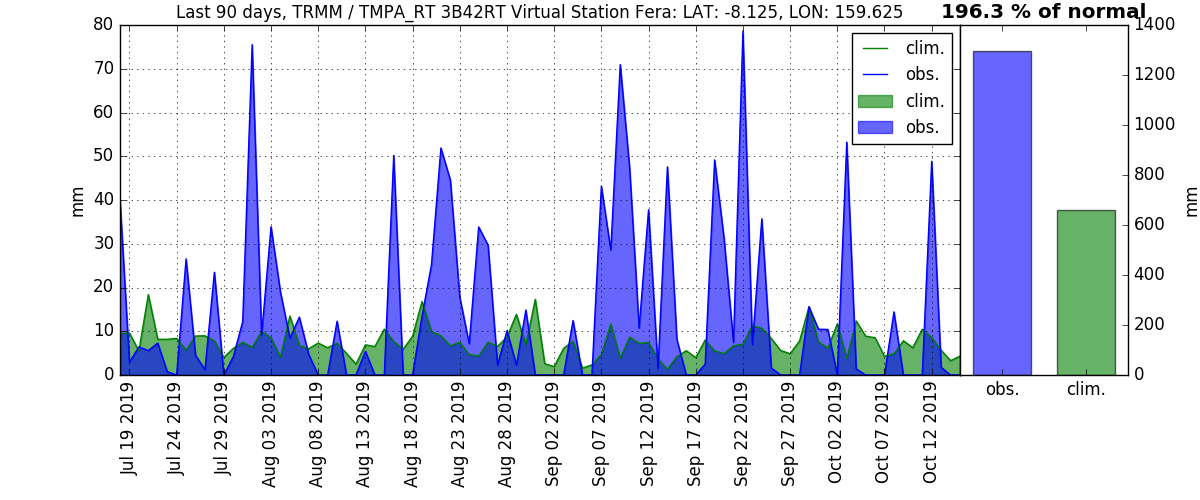 Last 90 days, TRMM / TMPA_RT 3B42RT Virtual Station Fera: LAT: -8.125, LON: 159.625
196.3 % of normal
80
70
60
50
40
30
20
10
0
mm
clim.
obs.
clim.
obs.
Jul 19 2019
Jul 24 2019
Jul 29 2019
Aug 03 2019
Aug 08 2019
Aug 13 2019
Aug 18 2019
Aug 23 2019
Aug 28 2019
Sep 02 2019
Sep 07 2019
Sep 12 2019
Sep 17 2019
Sep 22 2019
Sep 27 2019
Oct 02 2019
Oct 07 2019
Oct 12 2019
1400
1200
1000
800
600
400
200
0
mm
obs.
clim.